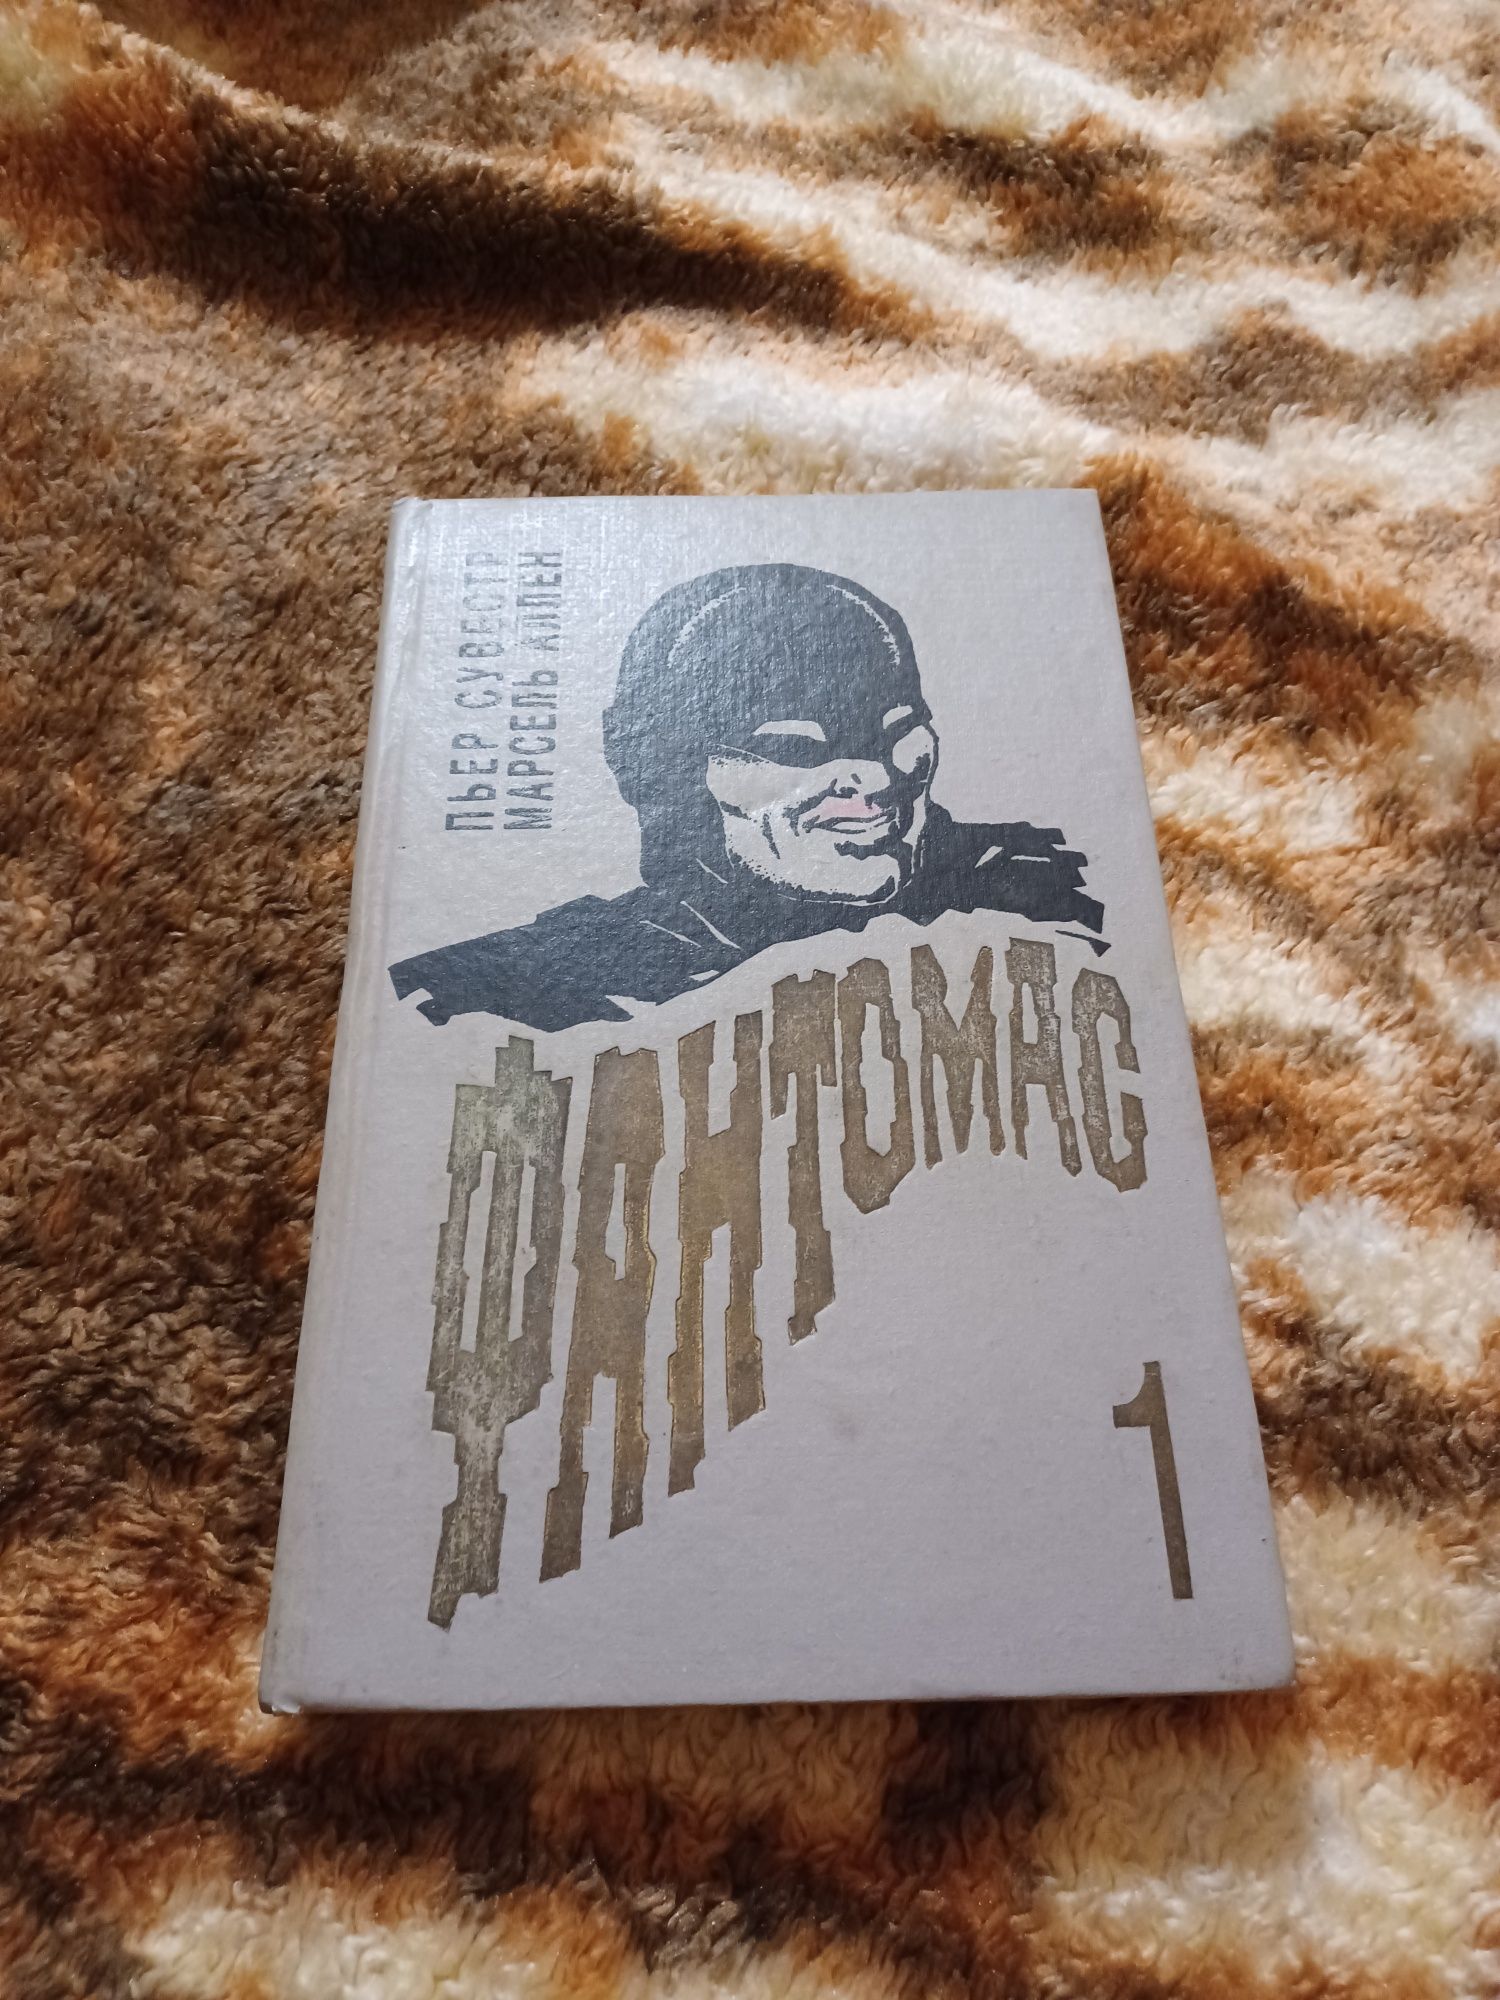 ПЬЕР СУВЕСТР
МАРСЕЛЬ АЛЛЕН
ФАНТОМАС
1